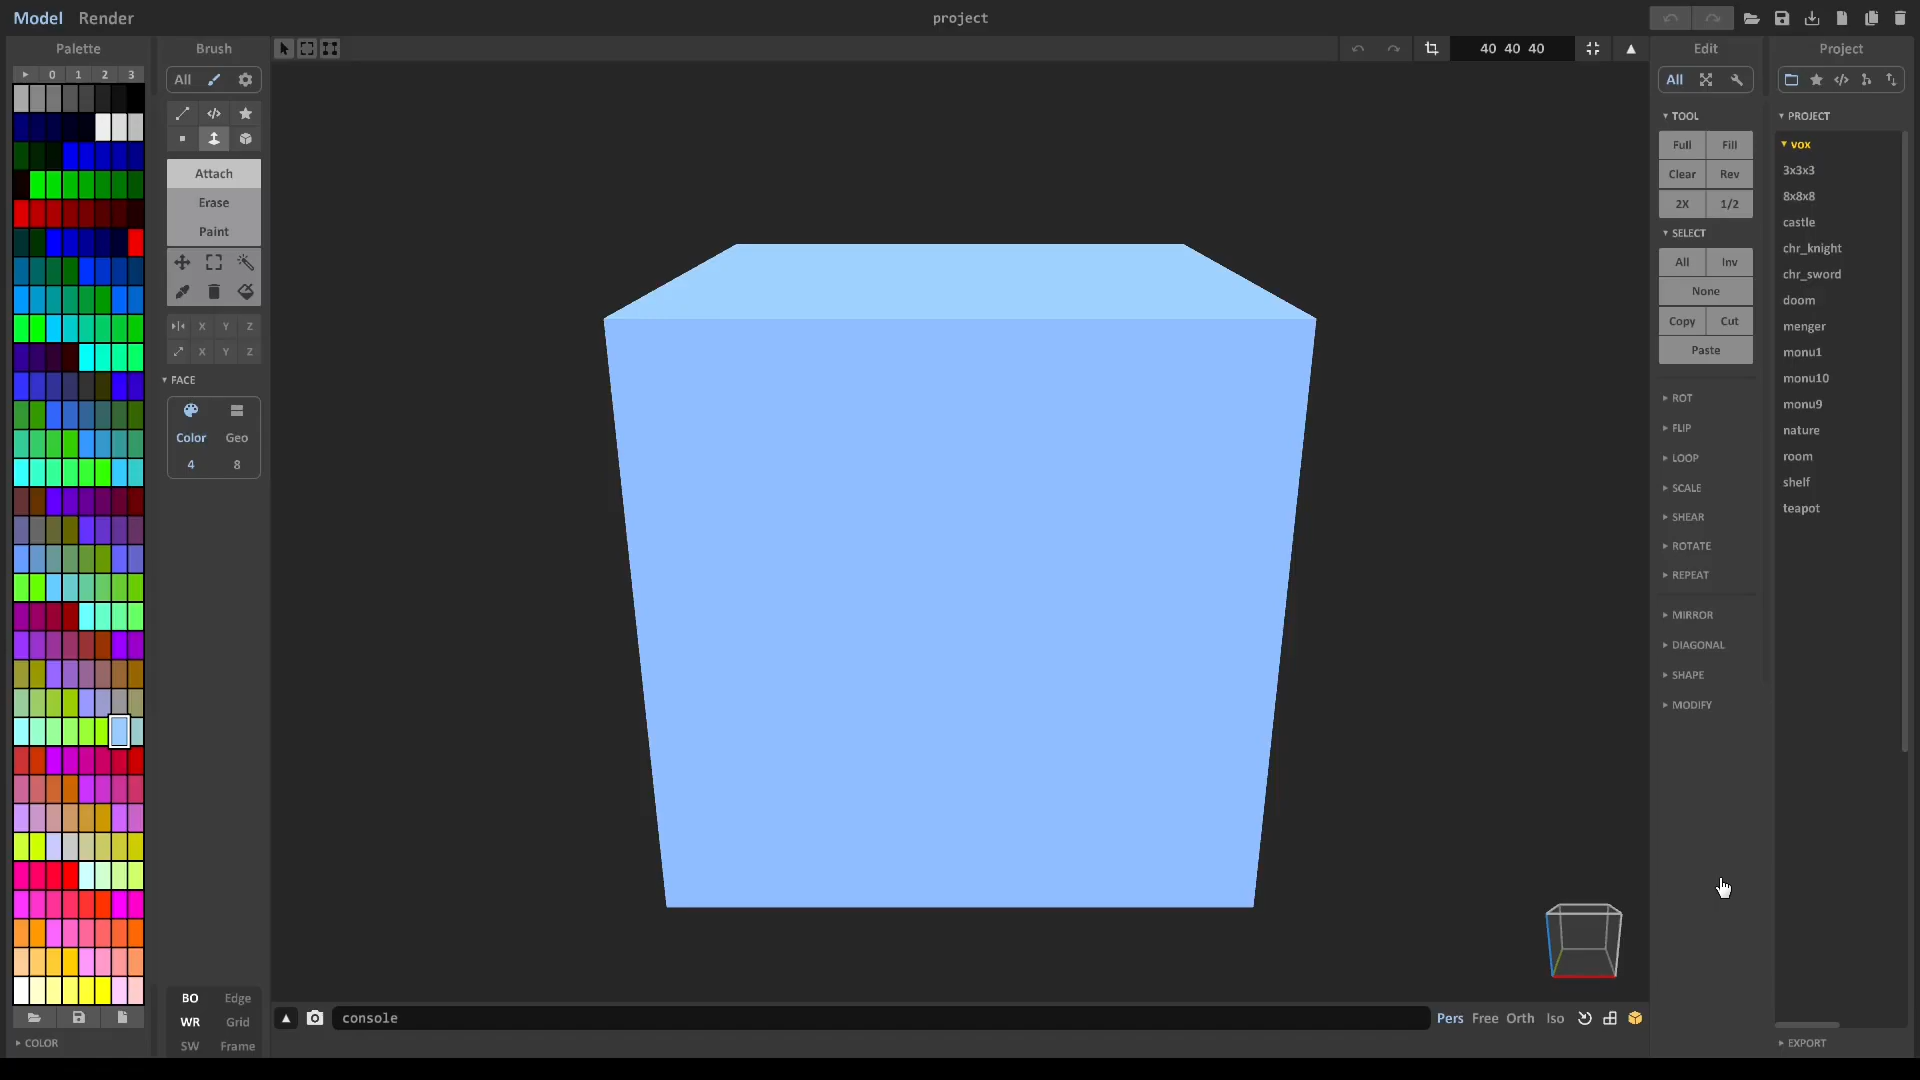 Model Render
project
Palette
0 1 2 3
COLOR
Brush
All
Attach
Erase
Paint
X Y Z
X Y Z
FACE
Color Geo
4 8
BO Edge
WR Grid
SW Frame
40 40 40
console
Pers Free Orth Iso
Edit
All
TOOL
Full Fill
Clear Rev
2X 1/2
SELECT
All Inv
None
Copy Cut
Paste
ROT
FLIP
LOOP
SCALE
SHEAR
ROTATE
REPEAT
MIRROR
DIAGONAL
SHAPE
MODIFY
Project
PROJECT
vox
3x3x3
8x8x8
castle
chr_knight
chr_sword
doom
menger
monu1
monu10
monu9
nature
room
shelf
teapot
EXPORT